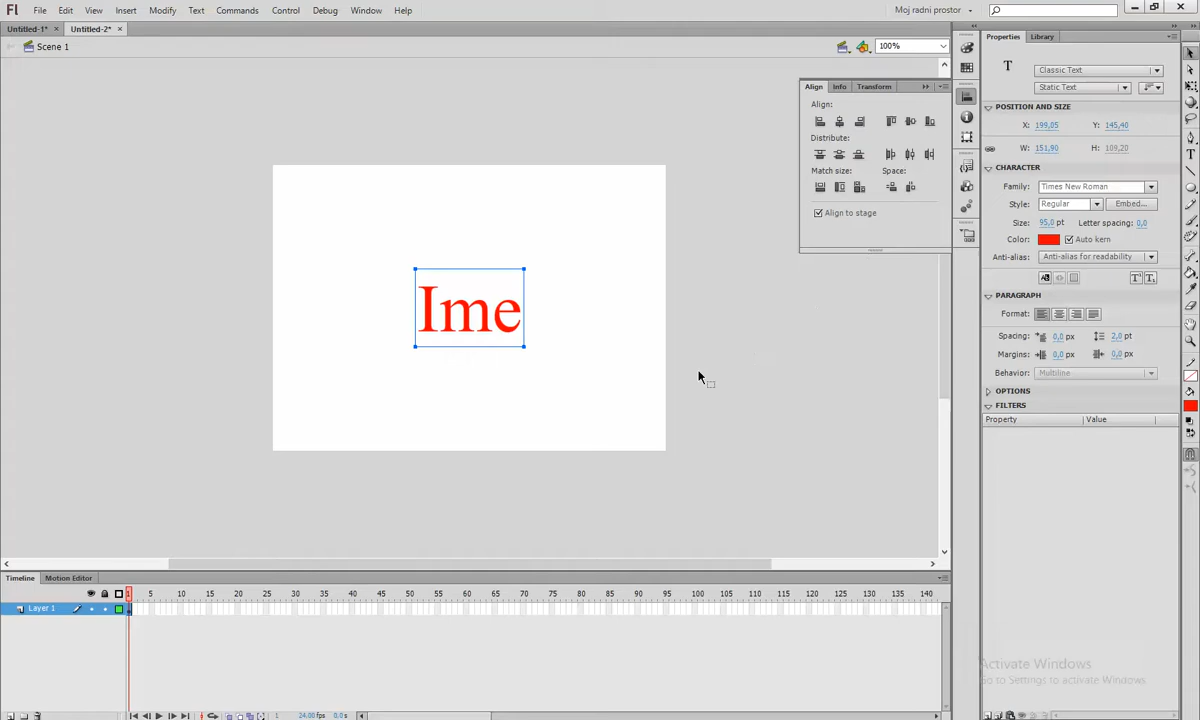 Fl File Edit View Insert Modify Text Commands Control Debug Window Help Moj radni prostor
Untitled-1* × Untitled-2* ×
Scene 1 100%
Properties Library
T Classic Text
Static Text
POSITION AND SIZE
X: 199,05 Y: 145,40
W: 151,90 H: 109,20
CHARACTER
Family: Times New Roman
Style: Regular Embed...
Size: 95,0 pt Letter spacing: 0,0
Color: Auto kern
Anti-alias: Anti-alias for readability
PARAGRAPH
Format:
Spacing: 0,0 px 2,0 pt
Margins: 0,0 px 0,0 px
Behavior: Multiline
OPTIONS
FILTERS
Property Value
Align Info Transform
Align:
Distribute:
Match size: Space:
Align to stage
Ime
Timeline Motion Editor
1 5 10 15 20 25 30 35 40 45 50 55 60 65 70 75 80 85 90 95 100 105 110 115 120 125 130 135 140
Layer 1
1 24.00 fps 0.0 s
Activate Windows
Go to Settings to activate Windows.